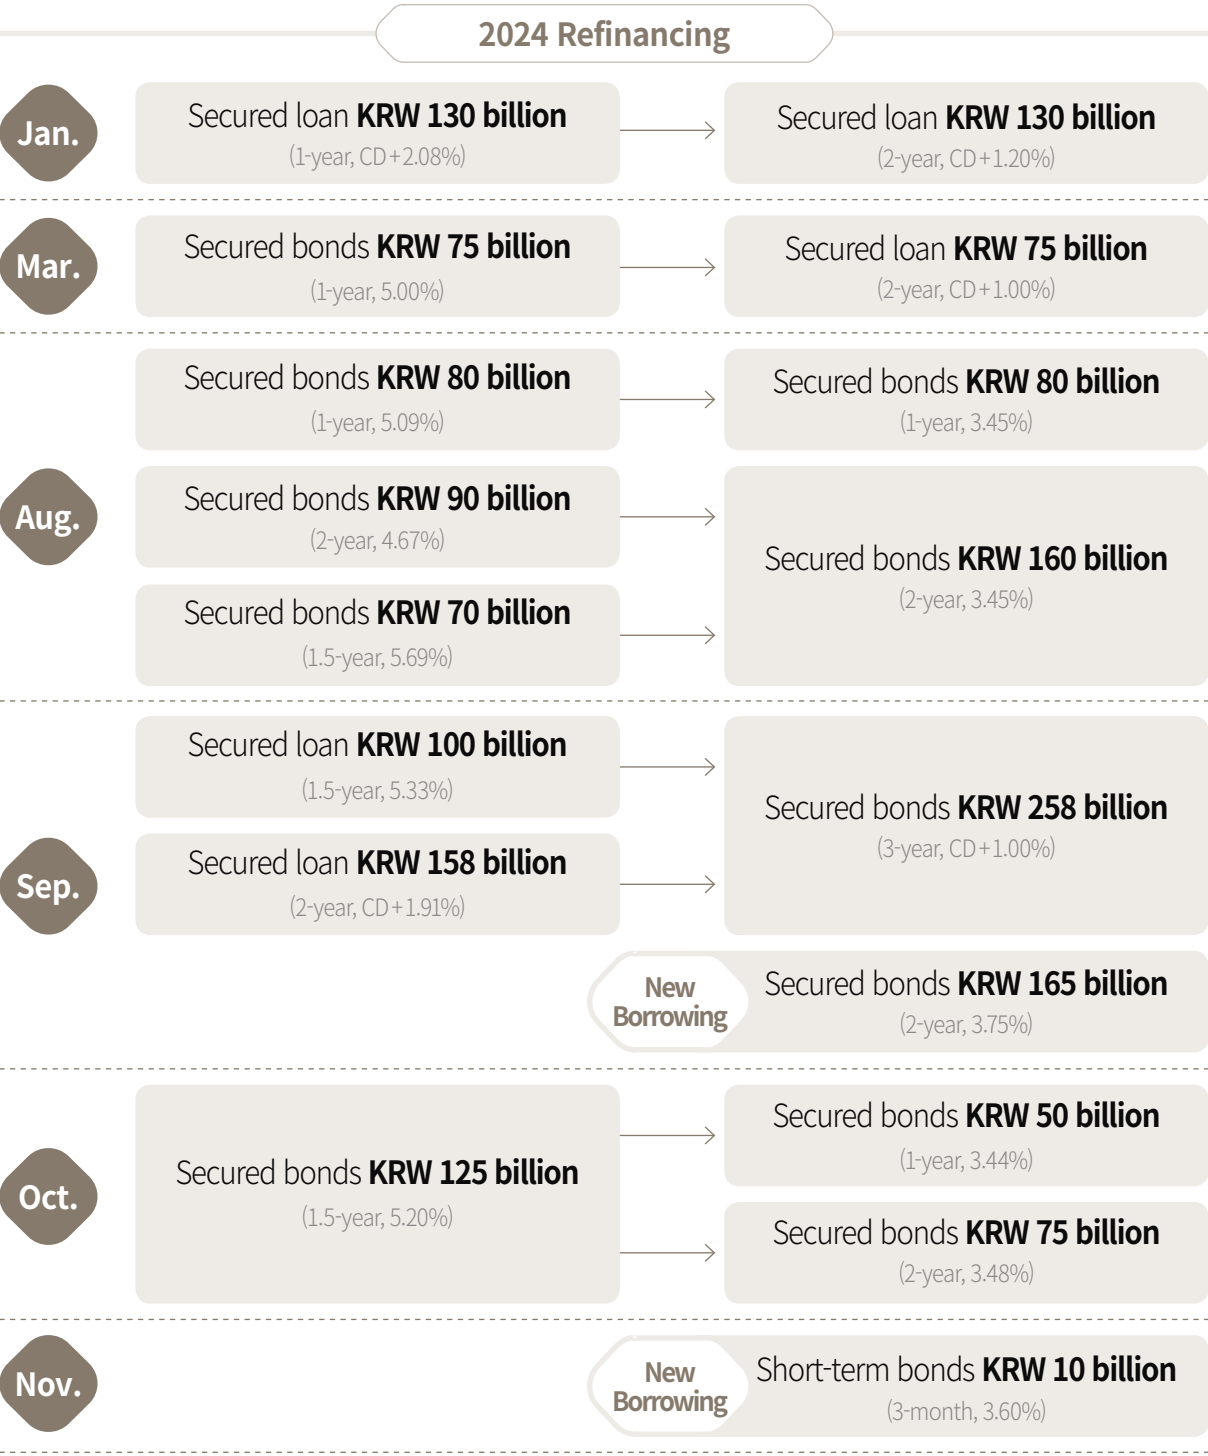 2024 Refinancing
Jan.
Secured loan KRW 130 billion
(1-year, CD+2.08%)
Secured loan KRW 130 billion
(2-year, CD+1.20%)
Mar.
Secured bonds KRW 75 billion
(1-year, 5.00%)
Secured loan KRW 75 billion
(2-year, CD+1.00%)
Aug.
Secured bonds KRW 80 billion
(1-year, 5.09%)
Secured bonds KRW 80 billion
(1-year, 3.45%)
Secured bonds KRW 90 billion
(2-year, 4.67%)
Secured bonds KRW 70 billion
(1.5-year, 5.69%)
Secured bonds KRW 160 billion
(2-year, 3.45%)
Sep.
Secured loan KRW 100 billion
(1.5-year, 5.33%)
Secured loan KRW 158 billion
(2-year, CD+1.91%)
Secured bonds KRW 258 billion
(3-year, CD+1.00%)
New
Borrowing
Secured bonds KRW 165 billion
(2-year, 3.75%)
Oct.
Secured bonds KRW 125 billion
(1.5-year, 5.20%)
Secured bonds KRW 50 billion
(1-year, 3.44%)
Secured bonds KRW 75 billion
(2-year, 3.48%)
Nov.
New
Borrowing
Short-term bonds KRW 10 billion
(3-month, 3.60%)